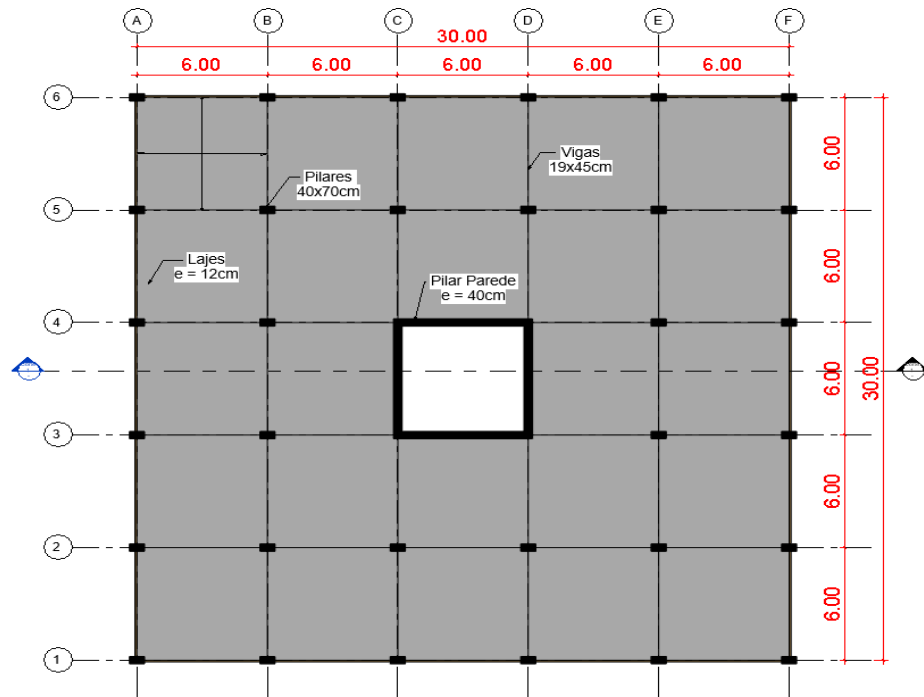 A B C D E F
30.00
6.00 6.00 6.00 6.00 6.00
6
6.00
Vigas
19x45cm
Pilares
40x70cm
5
Lajes
e = 12cm
6.00
Pilar Parede
e = 40cm
4
6.00
30.00
3
6.00
2
6.00
1